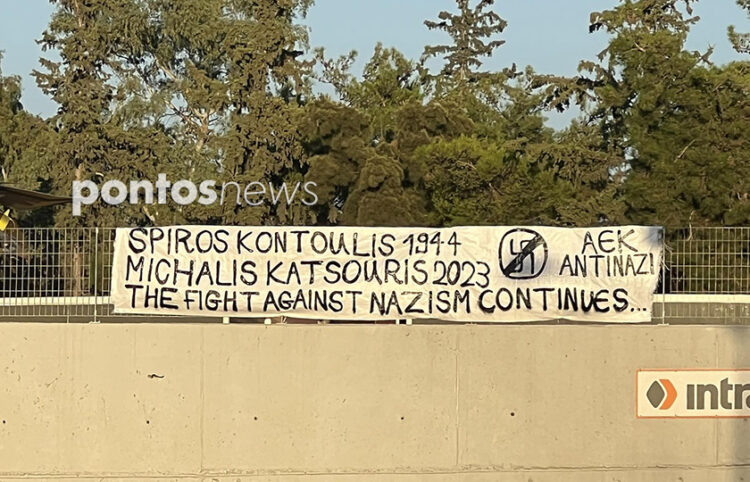 pontosnews
SPIROS KONTOULIS 1944
MICHALIS KATSOURIS 2023
THE FIGHT AGAINST NAZISM CONTINUES...
AEK
ANTINAZI
intra